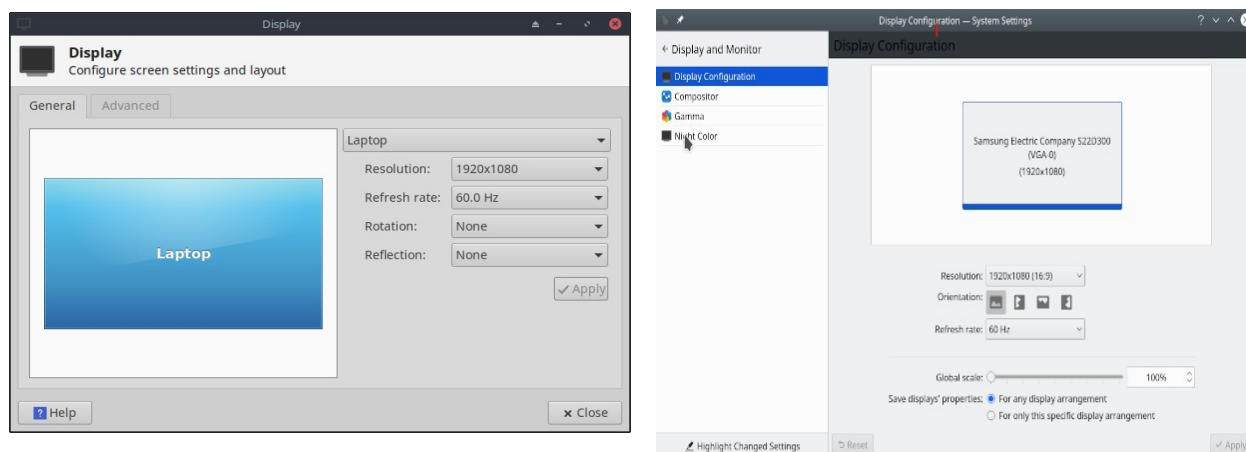 Display
Display
Configure screen settings and layout
General
Advanced
Laptop
Laptop
Resolution: 1920x1080
Refresh rate: 60.0 Hz
Rotation: None
Reflection: None
Apply
Help
Close
Display Configuration — System Settings
Display and Monitor
Display Configuration
Compositor
Gamma
Night Color
Highlight Changed Settings
Display Configuration
Samsung Electric Company S22D300
(VGA-0)
(1920x1080)
Resolution: 1920x1080 (16:9)
Orientation:
Refresh rate: 60 Hz
Global scale: 100%
Save displays' properties: For any display arrangement
For only this specific display arrangement
Reset
Apply